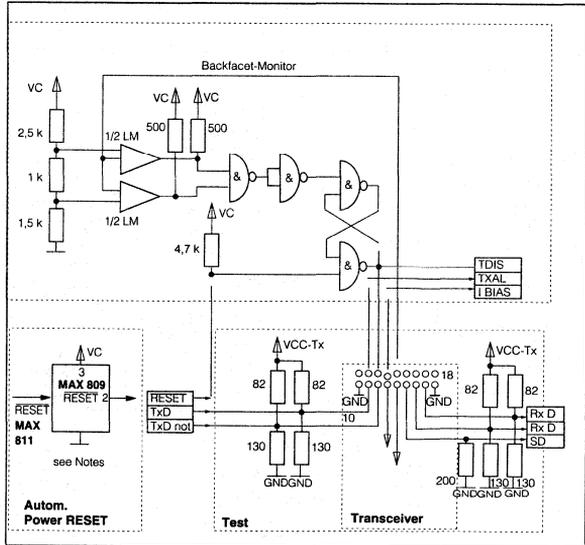 Backfacet-Monitor
VC
VC VC
2,5 k
1/2 LM
500
500
1 k
&
&
&
1,5 k
1/2 LM
VC
4,7 k
&
TDIS
TXAL
I BIAS
VC
3
MAX 809
RESET 2
RESET
MAX
811
see Notes
Autom.
Power RESET
RESET
TxD
TxD not
VCC-Tx
82
82
130
130
GND GND
Test
18
GND
GND
10
Transceiver
VCC-Tx
82
82
Rx D
Rx D
SD
200
130
130
GND GND GND